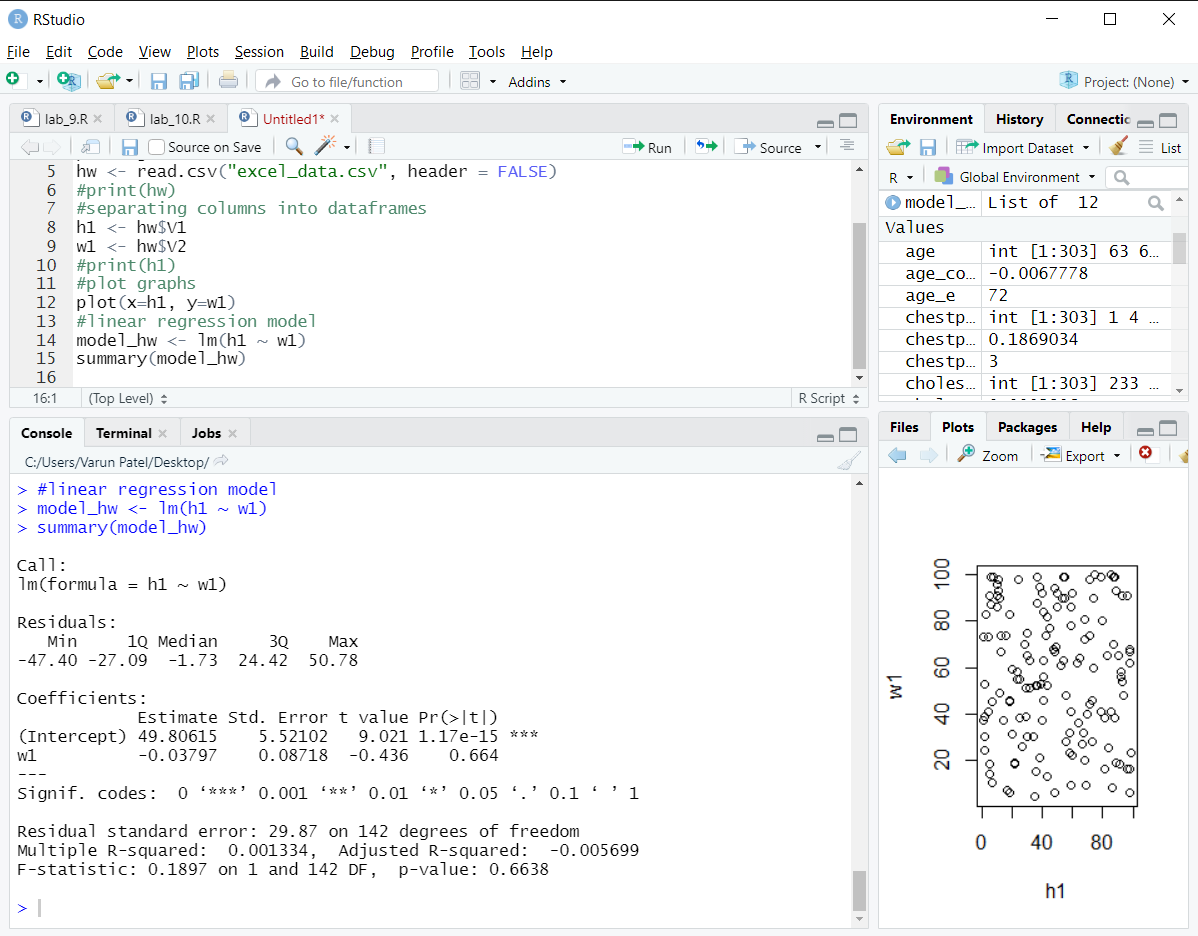 RStudio
File Edit Code View Plots Session Build Debug Profile Tools Help
Go to file/function Addins Project: (None)
lab_9.R lab_10.R Untitled1*
Source on Save Run Source
5 hw <- read.csv("excel_data.csv", header = FALSE)
6 #print(hw)
7 #separating columns into dataframes
8 h1 <- hw$V1
9 w1 <- hw$V2
10 #print(h1)
11 #plot graphs
12 plot(x=h1, y=w1)
13 #linear regression model
14 model_hw <- lm(h1 ~ w1)
15 summary(model_hw)
16
16:1 (Top Level) R Script
Console Terminal Jobs
C:/Users/Varun Patel/Desktop/
> #linear regression model
> model_hw <- lm(h1 ~ w1)
> summary(model_hw)
Call:
lm(formula = h1 ~ w1)
Residuals:
Min 1Q Median 3Q Max
-47.40 -27.09 -1.73 24.42 50.78
Coefficients:
Estimate Std. Error t value Pr(>|t|)
(Intercept) 49.80615 5.52102 9.021 1.17e-15 ***
w1 -0.03797 0.08718 -0.436 0.664
---
Signif. codes: 0 ‘***’ 0.001 ‘**’ 0.01 ‘*’ 0.05 ‘.’ 0.1 ‘ ’ 1
Residual standard error: 29.87 on 142 degrees of freedom
Multiple R-squared: 0.001334, Adjusted R-squared: -0.005699
F-statistic: 0.1897 on 1 and 142 DF, p-value: 0.6638
>
Environment History Connectic
Import Dataset List
R Global Environment
model_… List of 12
Values
age int [1:303] 63 6…
age_co… -0.0067778
age_e 72
chestp… int [1:303] 1 4 …
chestp… 0.1869034
chestp… 3
choles… int [1:303] 233 …
Files Plots Packages Help
Zoom Export
100
80
60
40
20
w1
0 40 80
h1